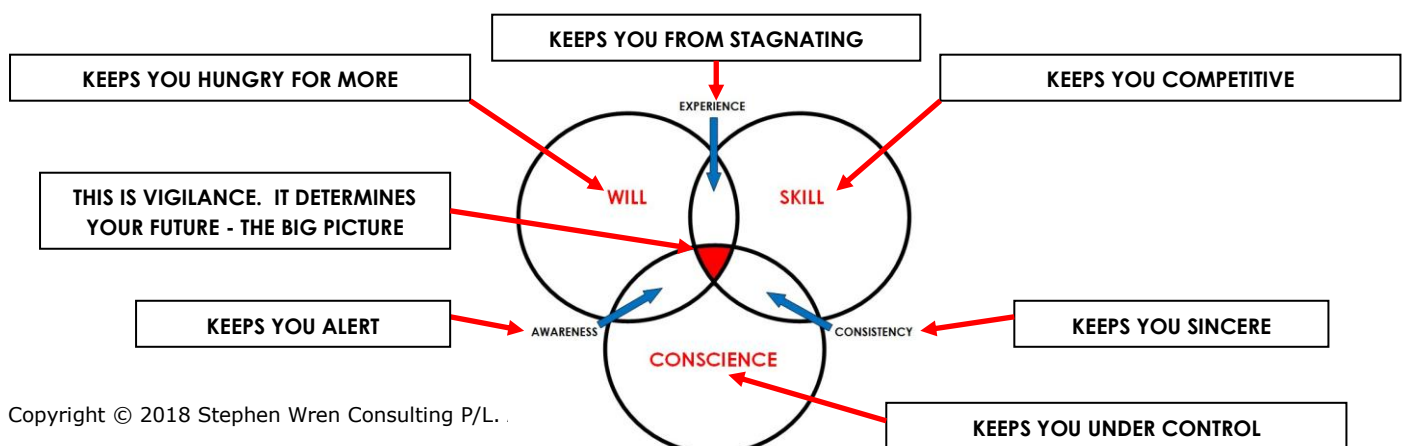 KEEPS YOU FROM STAGNATING
KEEPS YOU HUNGRY FOR MORE
KEEPS YOU COMPETITIVE
EXPERIENCE
THIS IS VIGILANCE. IT DETERMINES
YOUR FUTURE - THE BIG PICTURE
WILL
SKILL
KEEPS YOU ALERT
AWARENESS
CONSISTENCY
KEEPS YOU SINCERE
CONSCIENCE
Copyright © 2018 Stephen Wren Consulting P/L.
KEEPS YOU UNDER CONTROL